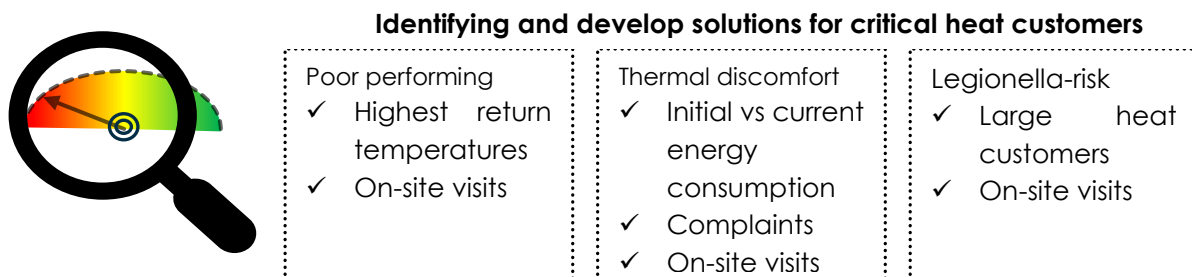 Identifying and develop solutions for critical heat customers
Poor performing
✓ Highest return
temperatures
✓ On-site visits
Thermal discomfort
✓ Initial vs current
energy
consumption
✓ Complaints
✓ On-site visits
Legionella-risk
✓ Large heat
customers
✓ On-site visits